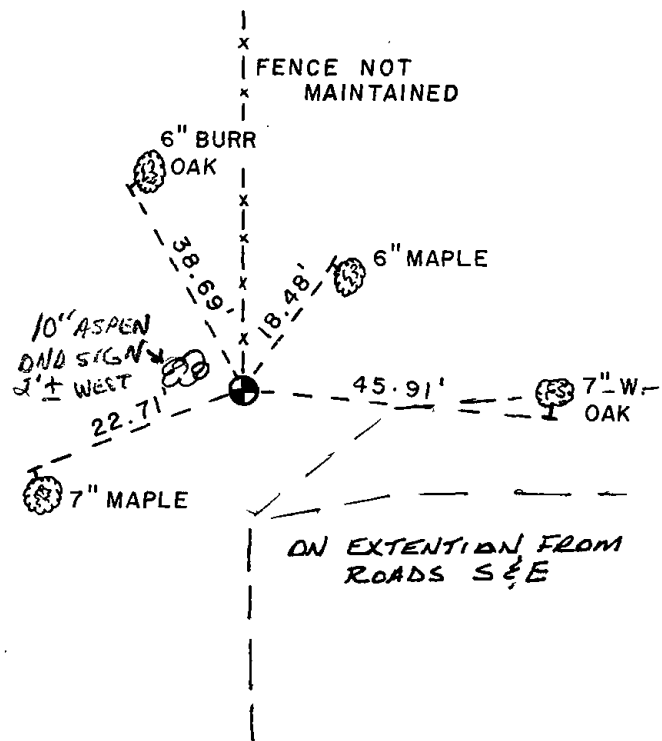 FENCE NOT
MAINTAINED
6" BURR
OAK
38.69'
18.48'
6" MAPLE
10" ASPEN
DND SIGN
2'± WEST
22.71'
45.91'
7" W.
OAK
7" MAPLE
ON EXTENTION FROM
ROADS S & E